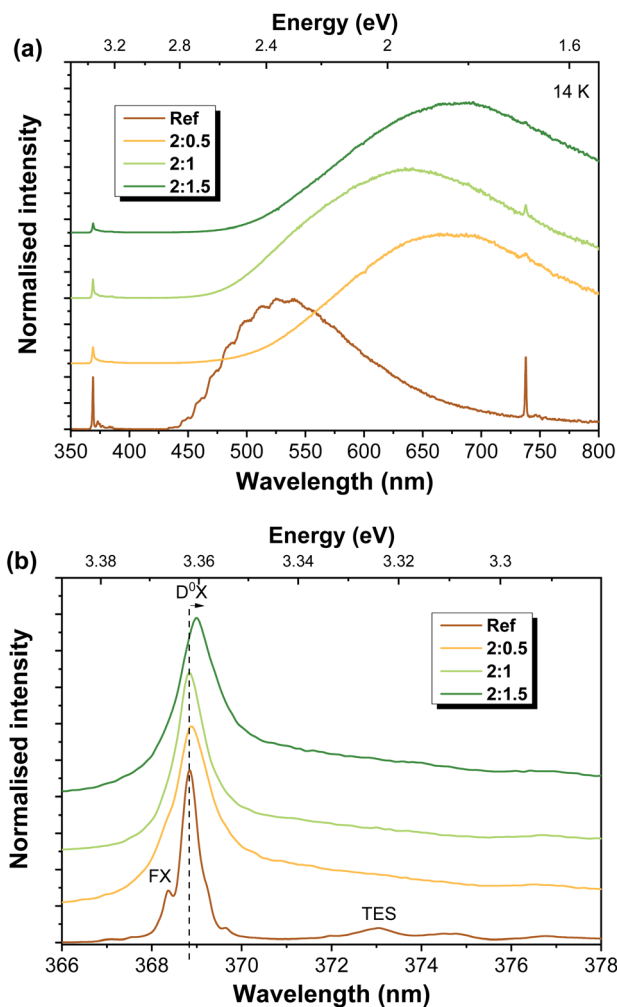 Energy (eV)
(a)
3.2 2.8 2.4 2 1.6
14 K
Ref
2:0.5
2:1
2:1.5
Normalised intensity
350 400 450 500 550 600 650 700 750 800
Wavelength (nm)
Energy (eV)
(b)
3.38 3.36 3.34 3.32 3.3
D⁰X
Ref
2:0.5
2:1
2:1.5
Normalised intensity
FX
TES
366 368 370 372 374 376 378
Wavelength (nm)